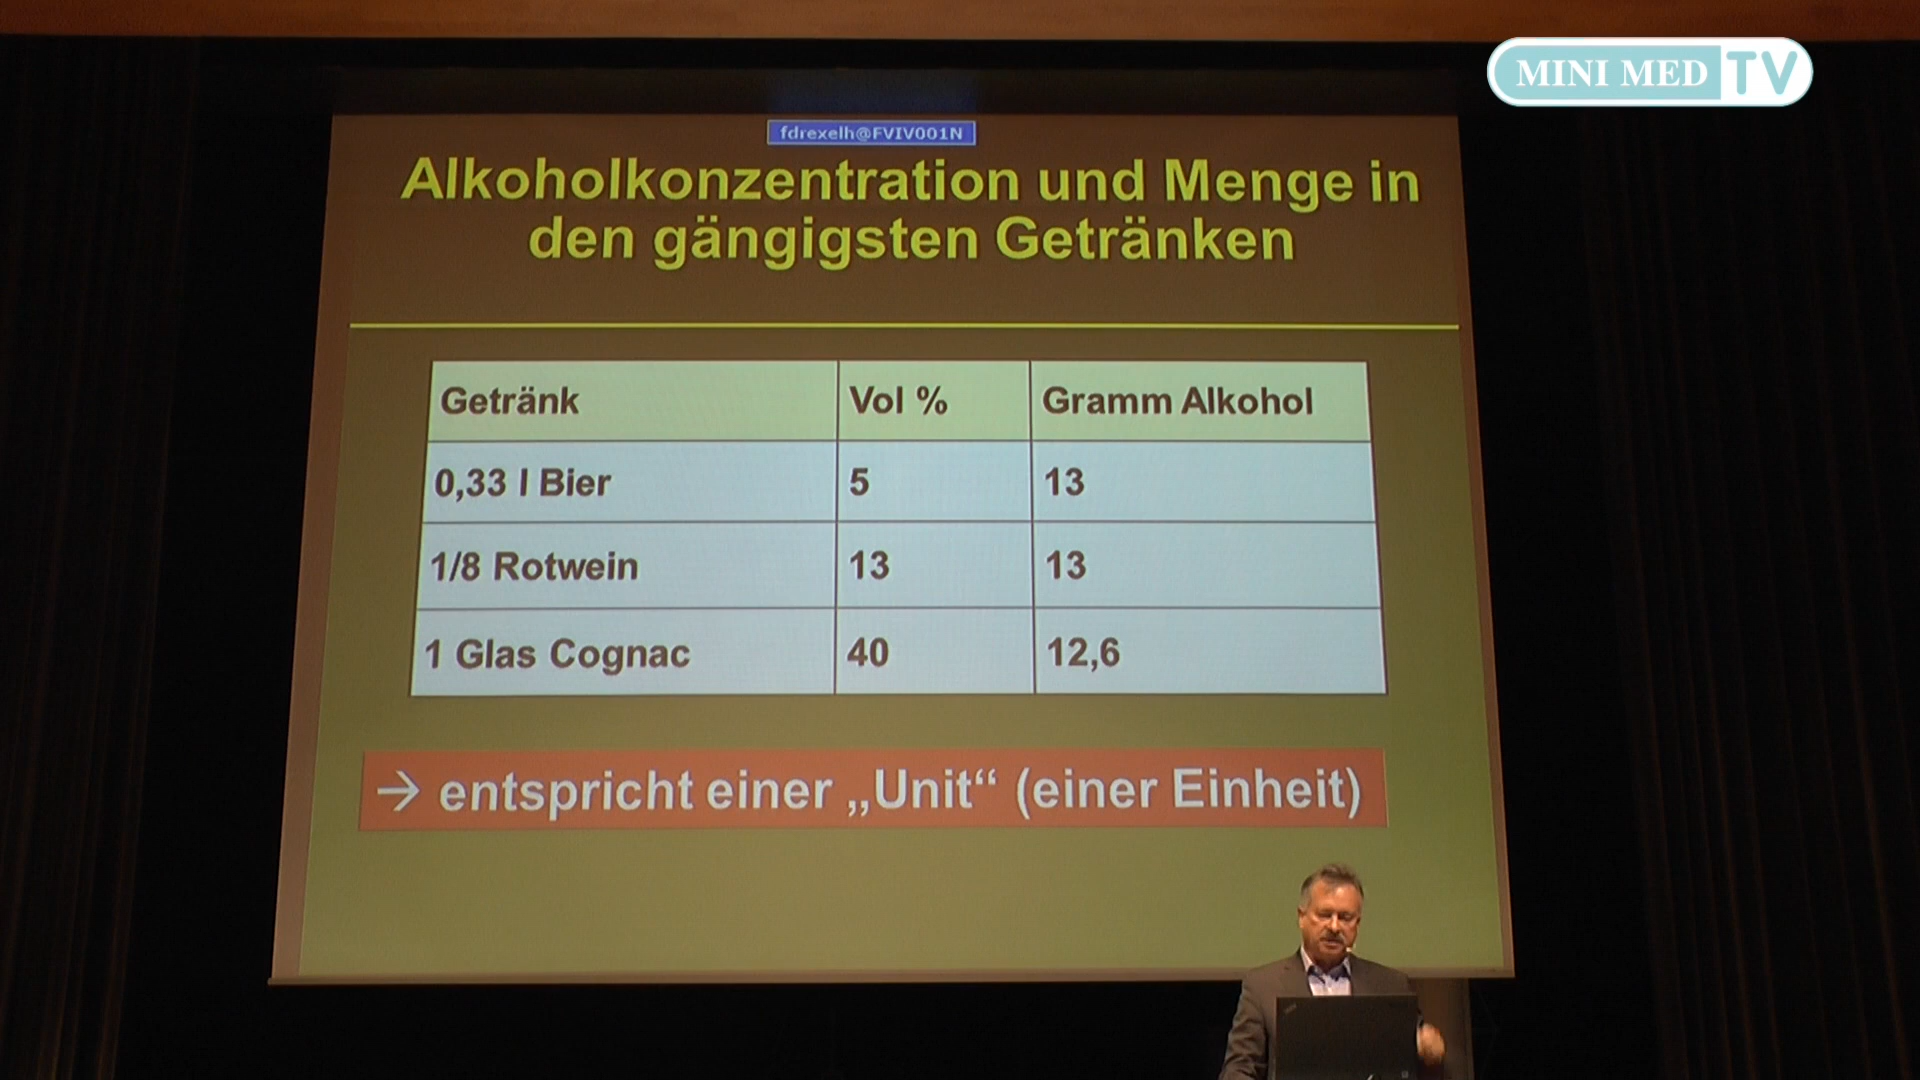 MINI MED TV
fdrexelh@FVIV001N
Alkoholkonzentration und Menge in
den gängigsten Getränken
Getränk Vol % Gramm Alkohol
0,33 l Bier 5 13
1/8 Rotwein 13 13
1 Glas Cognac 40 12,6
→ entspricht einer „Unit“ (einer Einheit)